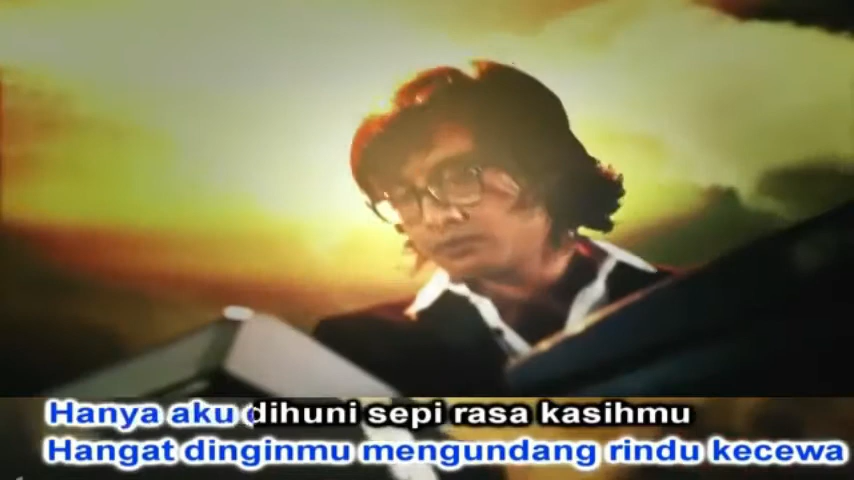 Hanya aku dihuni sepi rasa kasihmu
Hangat dinginmu mengundang rindu kecewa